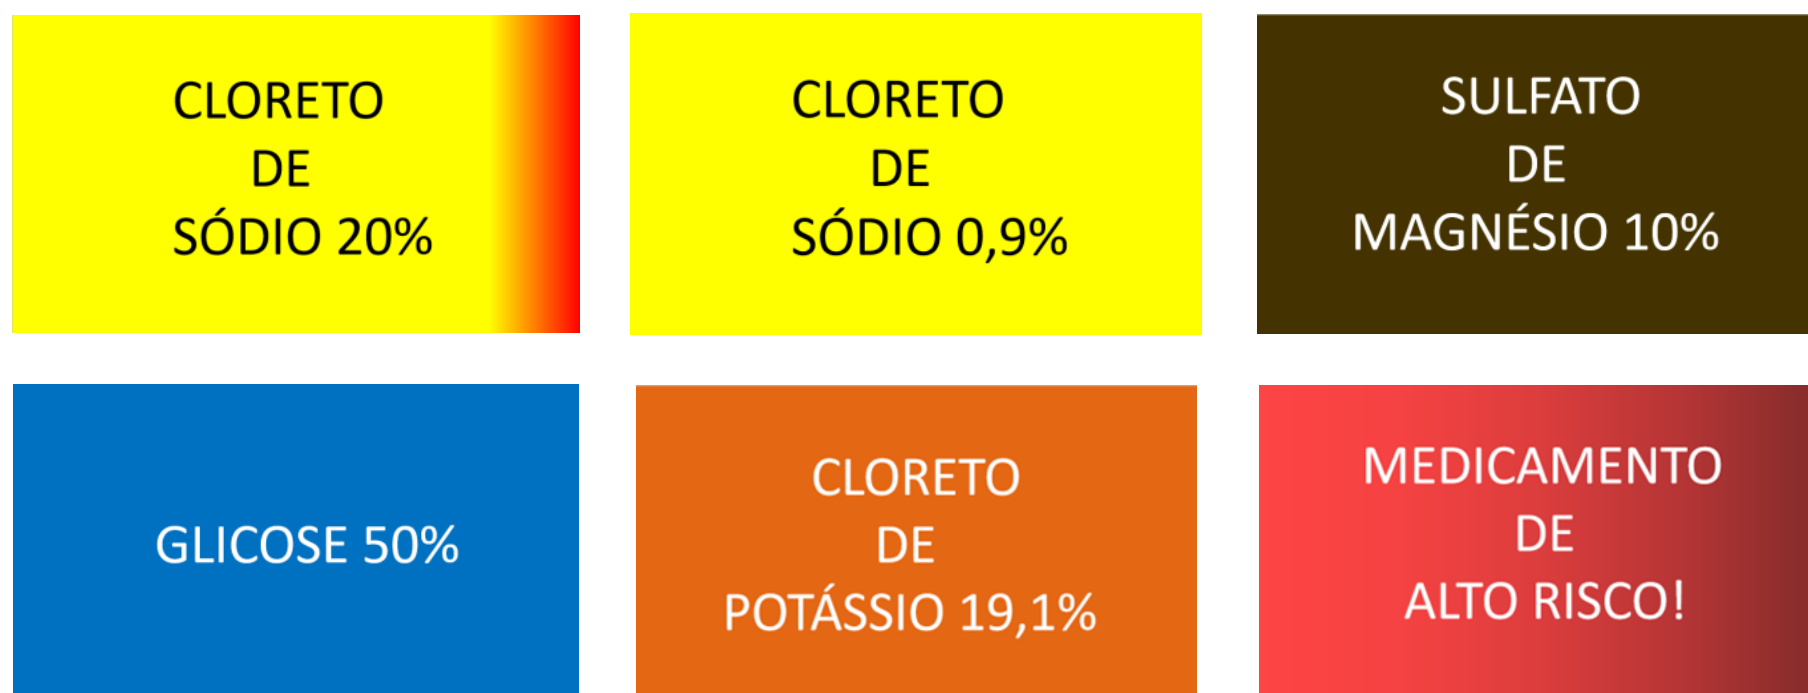 CLORETO
DE
SÓDIO 20%
CLORETO
DE
SÓDIO 0,9%
SULFATO
DE
MAGNÉSIO 10%
GLICOSE 50%
CLORETO
DE
POTÁSSIO 19,1%
MEDICAMENTO
DE
ALTO RISCO!